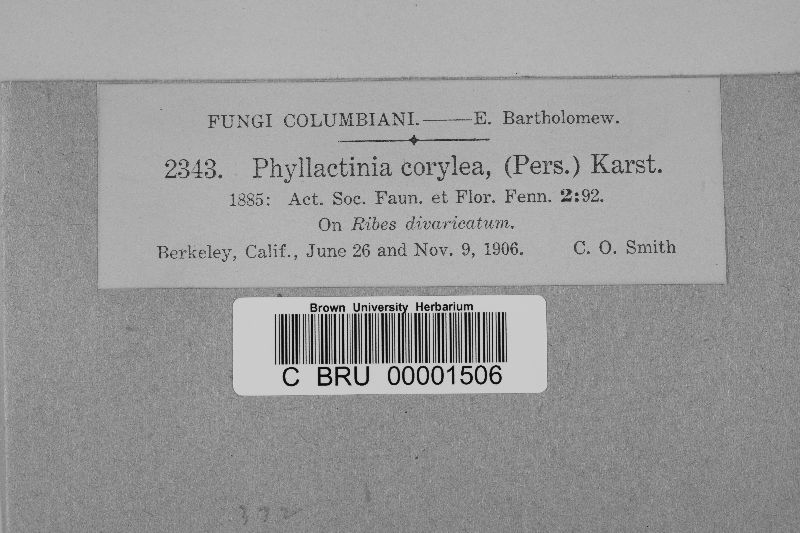 FUNGI COLUMBIANI.——E. Bartholomew.
2343. Phyllactinia corylea, (Pers.) Karst.
1885: Act. Soc. Faun. et Flor. Fenn. 2:92.
On Ribes divaricatum.
Berkeley, Calif., June 26 and Nov. 9, 1906. C. O. Smith
Brown University Herbarium
C BRU 00001506